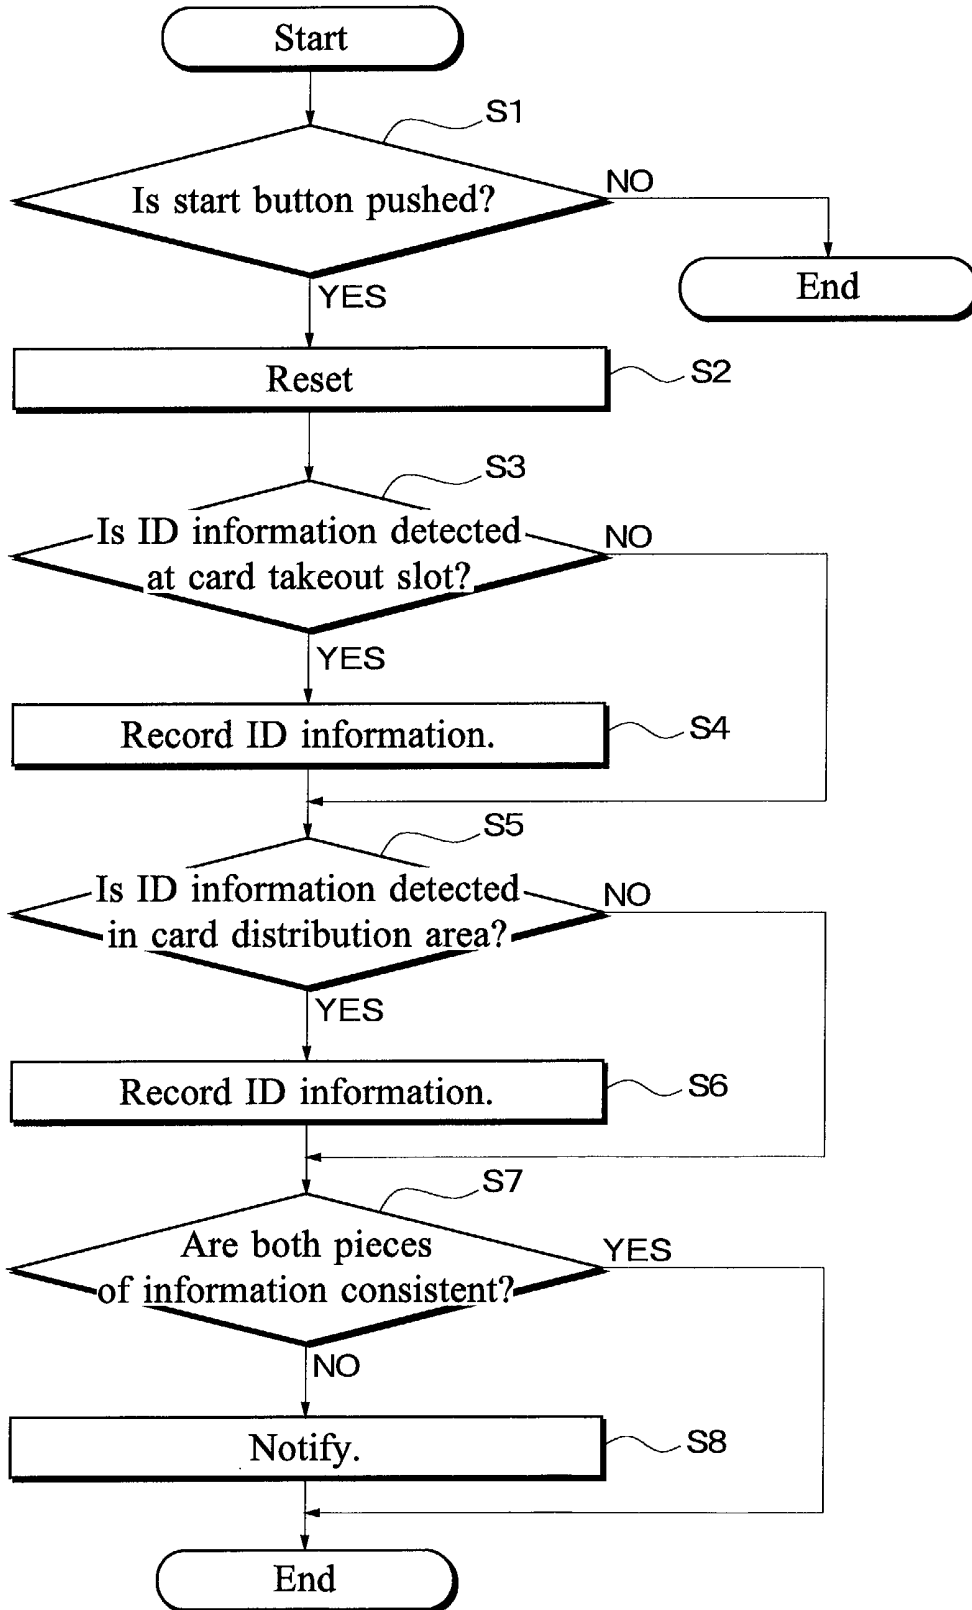 Start
S1
Is start button pushed?
NO
End
YES
Reset
S2
S3
Is ID information detected
at card takeout slot?
NO
YES
Record ID information.
S4
S5
Is ID information detected
in card distribution area?
NO
YES
Record ID information.
S6
S7
Are both pieces
of information consistent?
YES
NO
Notify.
S8
End